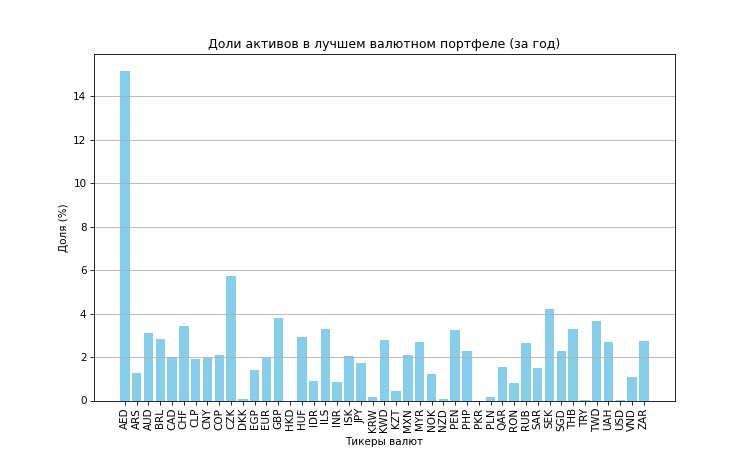 Доли активов в лучшем валютном портфеле (за год)
Доля (%)
14
12
10
8
6
4
2
0
AED ARS AUD BRL CAD CHF CLP CNY COP CZK DKK EGP EUR GBP HKD HUF IDR ILS INR ISK JPY KRW KWD KZT MXN MYR NOK NZD PEN PHP PKR PLN QAR RON RUB SAR SEK SGD THB TRY TWD UAH USD VND ZAR
Тикеры валют